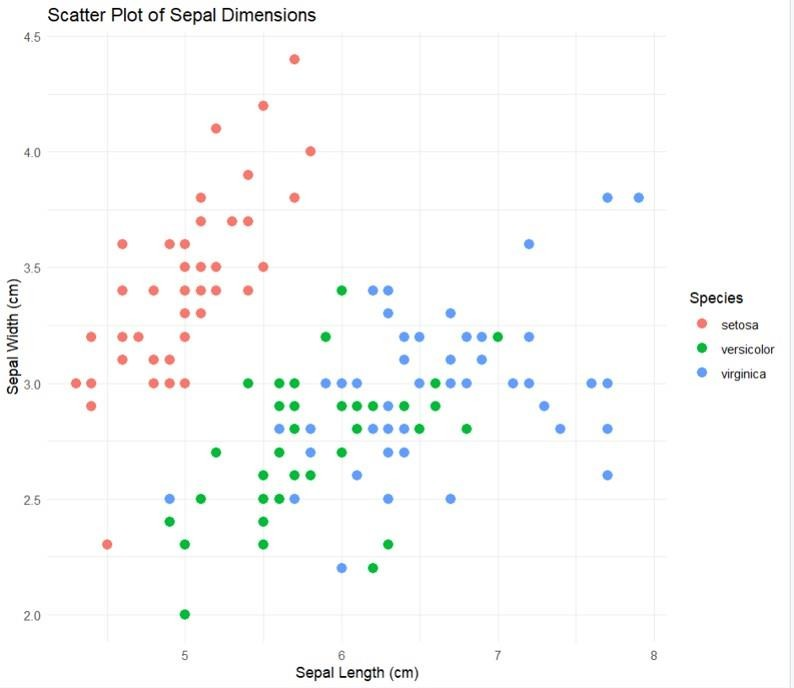 Scatter Plot of Sepal Dimensions
4.5
4.0
3.5
3.0
2.5
2.0
Sepal Width (cm)
5 6 7 8
Sepal Length (cm)
Species
setosa
versicolor
virginica